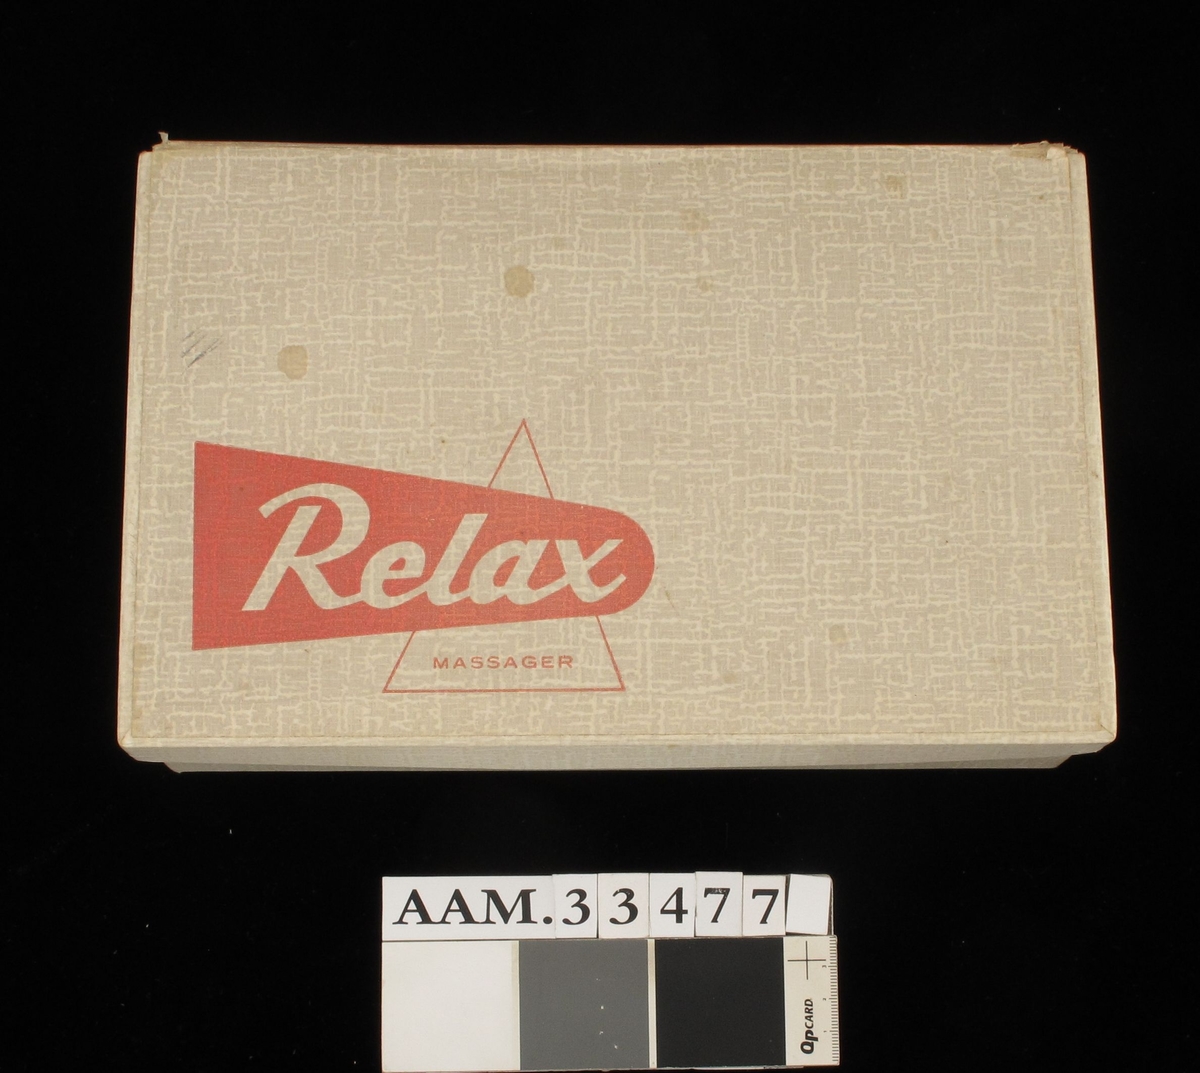 Relax
MASSAGER
AAM.33477
QPCARD